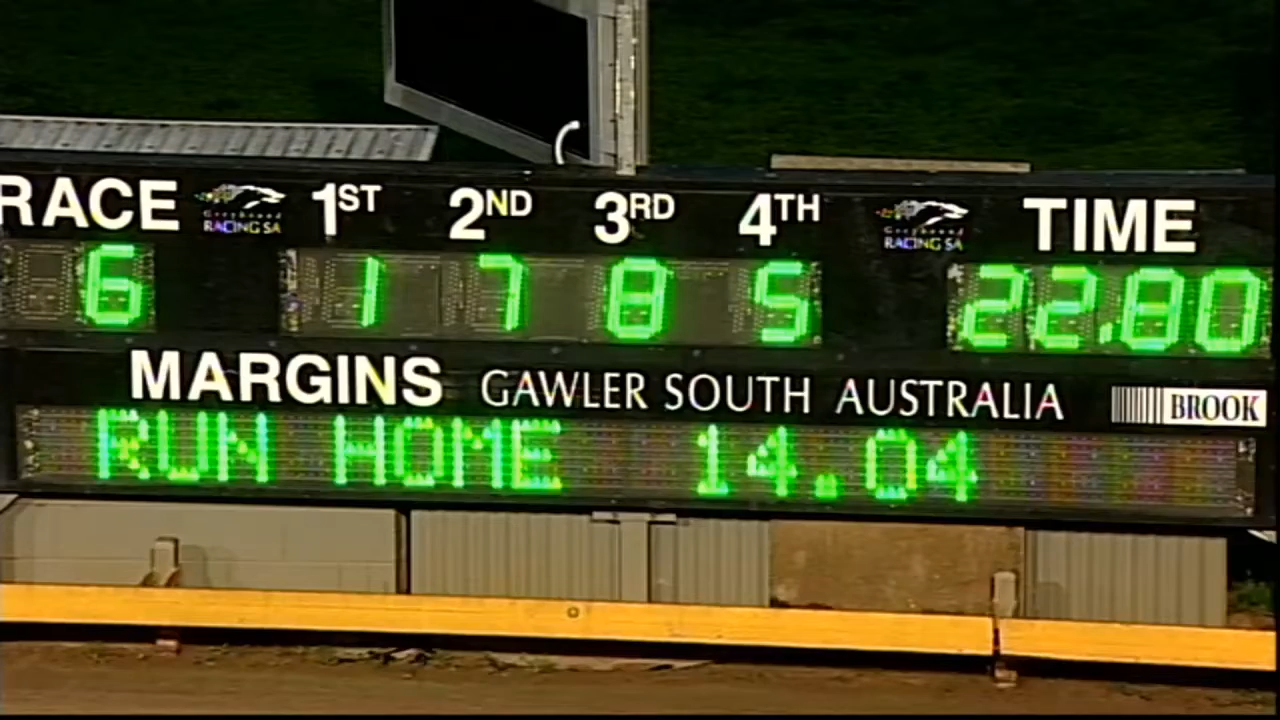 RACE Greyhound RACING SA 1ST 2ND 3RD 4TH Greyhound RACING SA TIME
6 1 7 8 5 22.80
MARGINS GAWLER SOUTH AUSTRALIA BROOK
RUN HOME 14.04